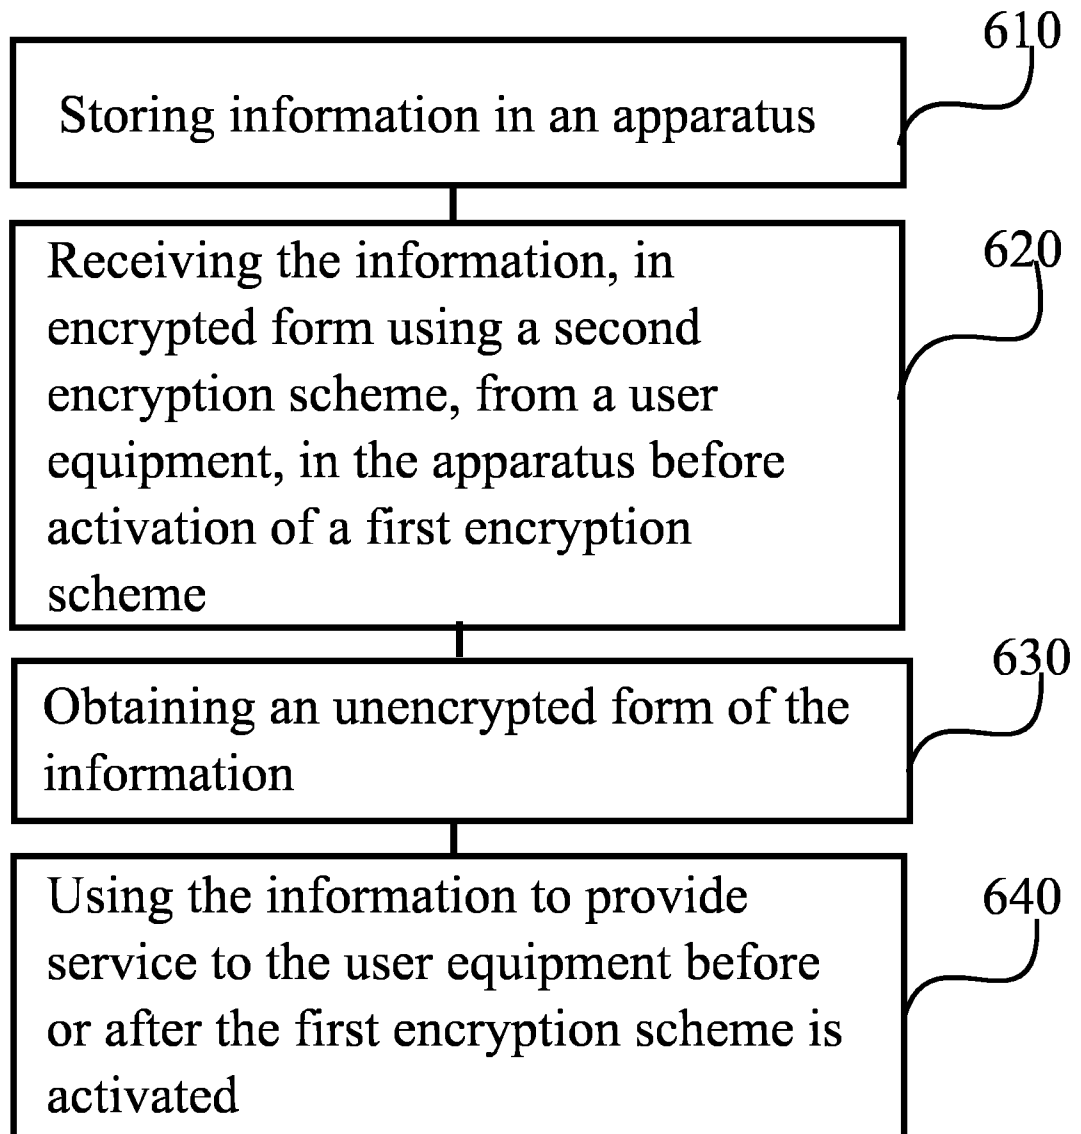 610
Storing information in an apparatus
620
Receiving the information, in
encrypted form using a second
encryption scheme, from a user
equipment, in the apparatus before
activation of a first encryption
scheme
630
Obtaining an unencrypted form of the
information
640
Using the information to provide
service to the user equipment before
or after the first encryption scheme is
activated